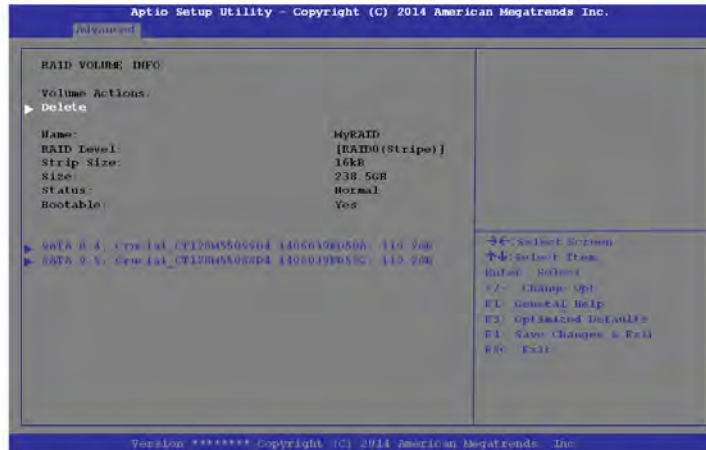 Aptio Setup Utility - Copyright (C) 2014 American Megatrends Inc.
Advanced
RAID VOLUME INFO
Volume Actions.
Delete
Name: MyRAID
RAID Level: [RAID0(Stripe)]
Strip Size: 16kB
Size: 238.5GB
Status: Normal
Bootable: Yes
SATA 0.4,
SATA 0.5,
→←:Select Screen
↑↓:Select Item
Enter Select
+/- Change Opt
F1 General Help
F3 Optimized Defaults
F4 Save Changes & Exit
ESC Exit
Version ******** Copyright (C) 2014 American Megatrends Inc